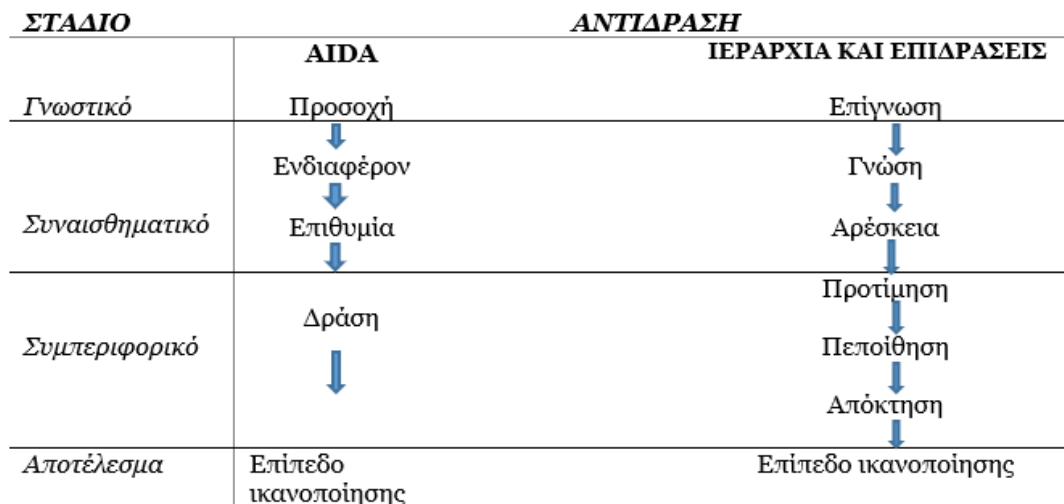 ΣΤΑΔΙΟ ΑΝΤΙΔΡΑΣΗ
AIDA ΙΕΡΑΡΧΙΑ ΚΑΙ ΕΠΙΔΡΑΣΕΙΣ
Γνωστικό Προσοχή Επίγνωση
Ενδιαφέρον Γνώση
Συναισθηματικό Επιθυμία Αρέσκεια
Προτίμηση
Δράση
Συμπεριφορικό Πεποίθηση
Απόκτηση
Αποτέλεσμα Επίπεδο Επίπεδο ικανοποίησης
ικανοποίησης